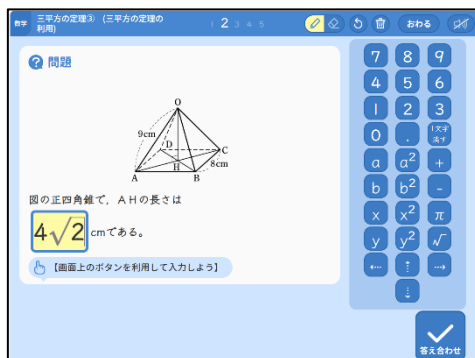 数学
三平方の定理③ (三平方の定理の
利用)
1 2 3 4 5
おわる
? 問題
O
9cm
D
C
H
8cm
A
B
図の正四角錐で，AHの長さは
4√2 cmである。
【画面上のボタンを利用して入力しよう】
7 8 9
4 5 6
1 2 3
0 . 1文字消す
a a² +
b b² -
x x² π
y y² √
答え合わせ